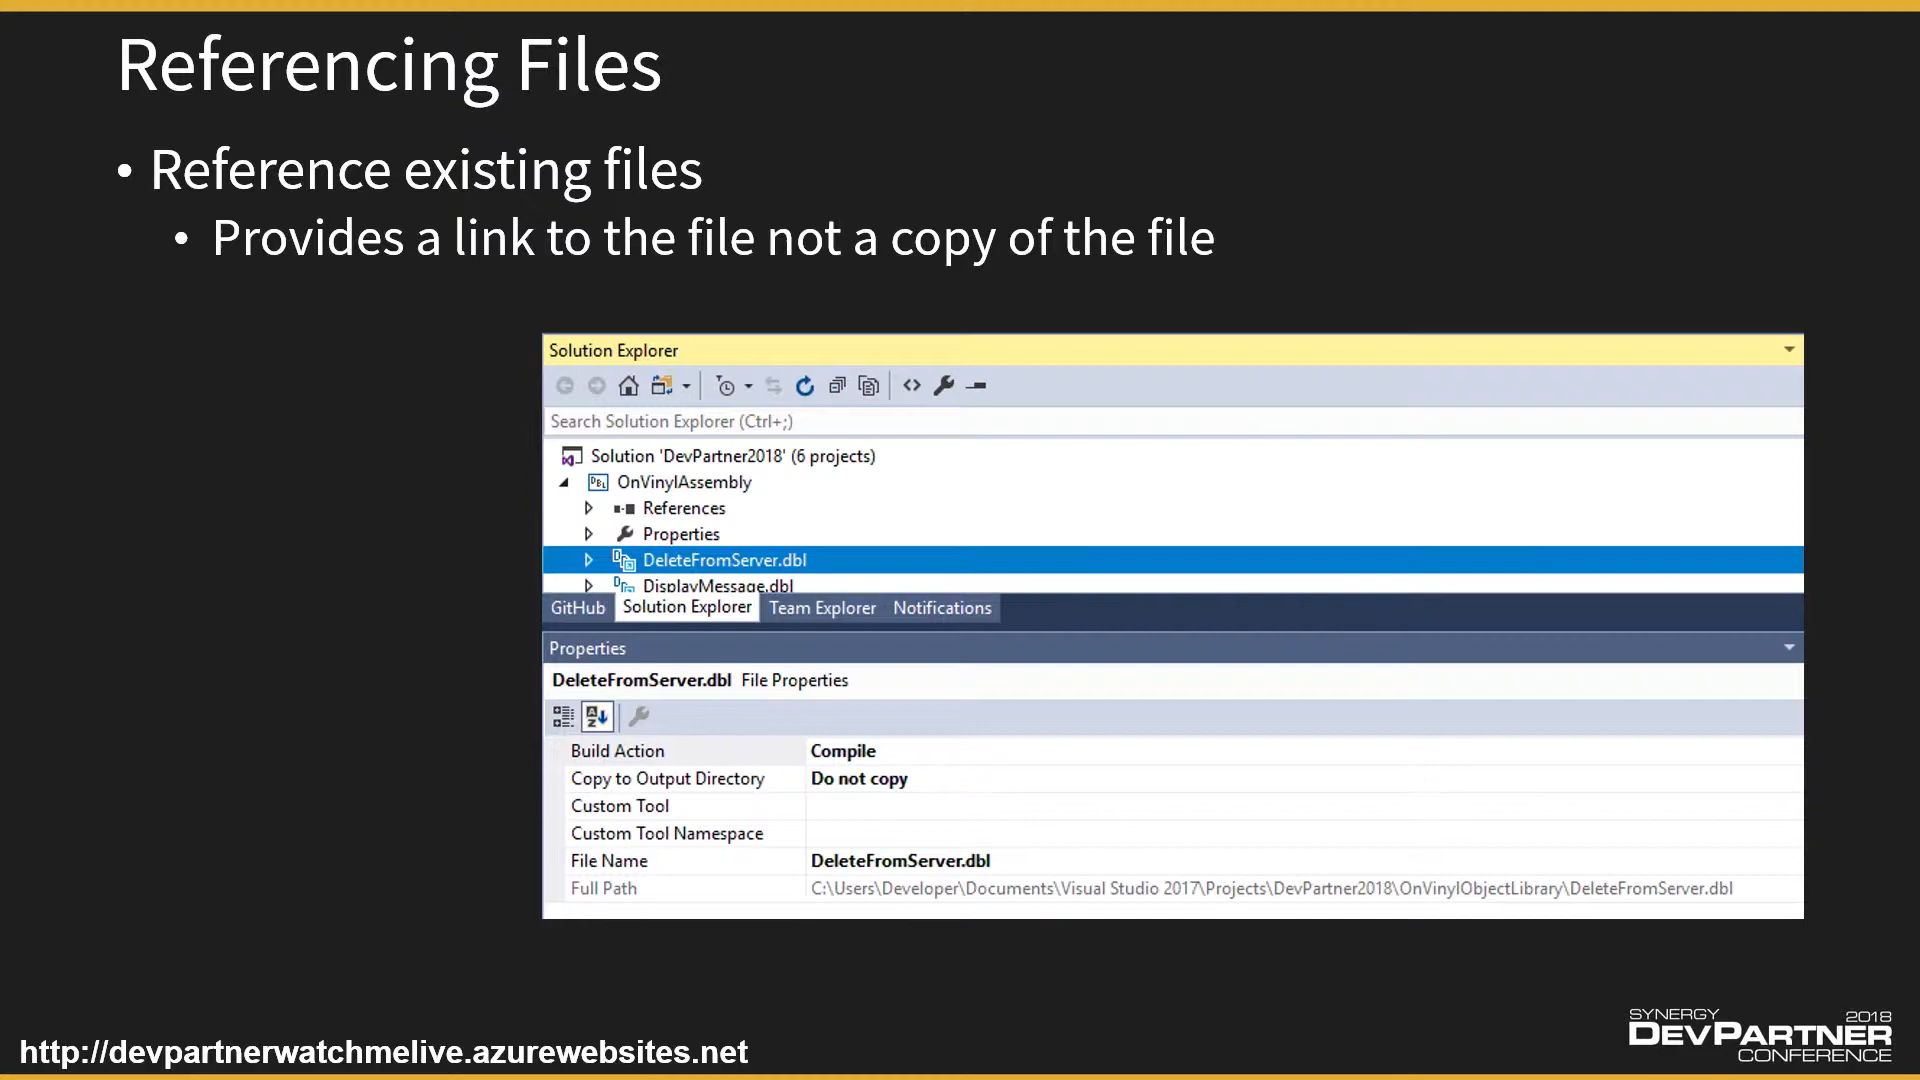 Referencing Files
• Reference existing files
• Provides a link to the file not a copy of the file
Solution Explorer
Search Solution Explorer (Ctrl+;)
Solution 'DevPartner2018' (6 projects)
OnVinylAssembly
References
Properties
DeleteFromServer.dbl
DisplayMessage.dbl
GitHub Solution Explorer Team Explorer Notifications
Properties
DeleteFromServer.dbl File Properties
Build Action Compile
Copy to Output Directory Do not copy
Custom Tool
Custom Tool Namespace
File Name DeleteFromServer.dbl
Full Path C:\Users\Developer\Documents\Visual Studio 2017\Projects\DevPartner2018\OnVinylObjectLibrary\DeleteFromServer.dbl
http://devpartnerwatchmelive.azurewebsites.net
SYNERGY 2018
DEVPARTNER
CONFERENCE